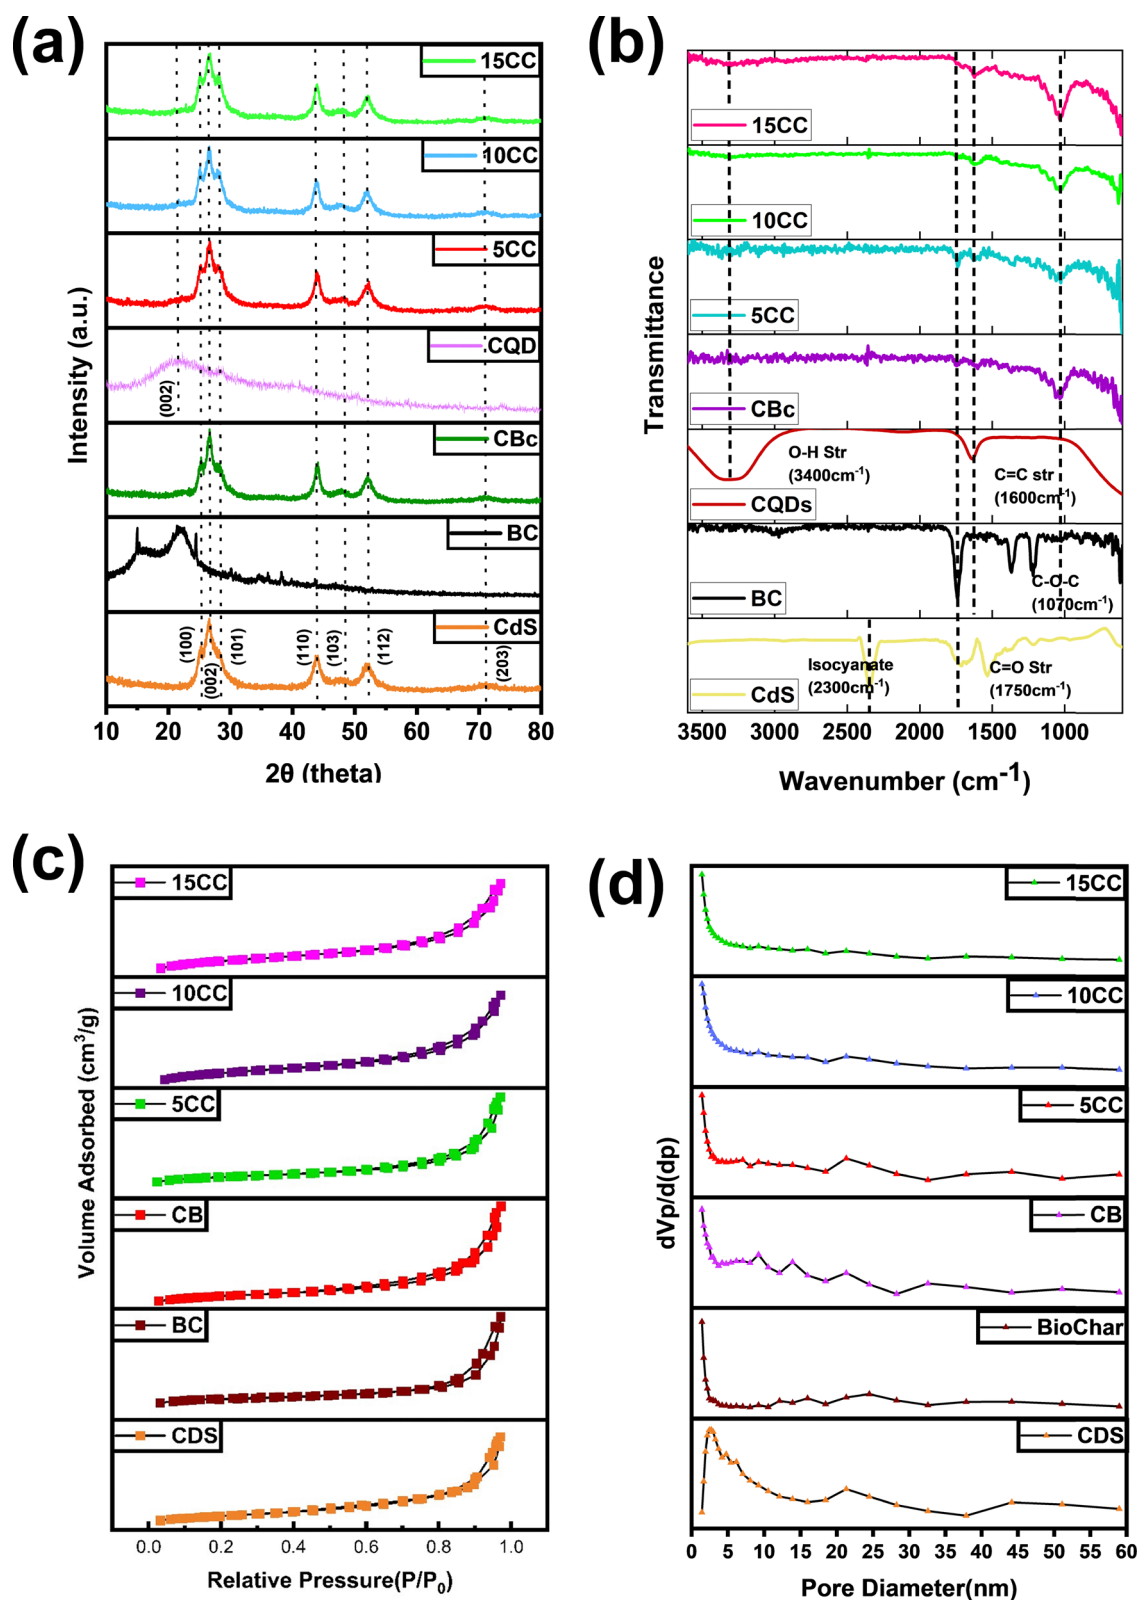 (a)
15CC
10CC
5CC
CQD
(002)
CBc
BC
CdS
(100)
(002)
(101)
(110)
(103)
(112)
(203)
Intensity (a.u.)
10 20 30 40 50 60 70 80
2θ (theta)
(b)
15CC
10CC
5CC
CBc
O-H Str
(3400cm⁻¹)
C=C str
(1600cm⁻¹)
CQDs
C-O-C
(1070cm⁻¹)
BC
Isocyanate
(2300cm⁻¹)
C=O Str
(1750cm⁻¹)
CdS
Transmittance
3500 3000 2500 2000 1500 1000
Wavenumber (cm⁻¹)
(c)
15CC
10CC
5CC
CB
BC
CDS
Volume Adsorbed (cm³/g)
0.0 0.2 0.4 0.6 0.8 1.0
Relative Pressure(P/P₀)
(d)
15CC
10CC
5CC
CB
BioChar
CDS
dVp/d(dp)
0 5 10 15 20 25 30 35 40 45 50 55 60
Pore Diameter(nm)